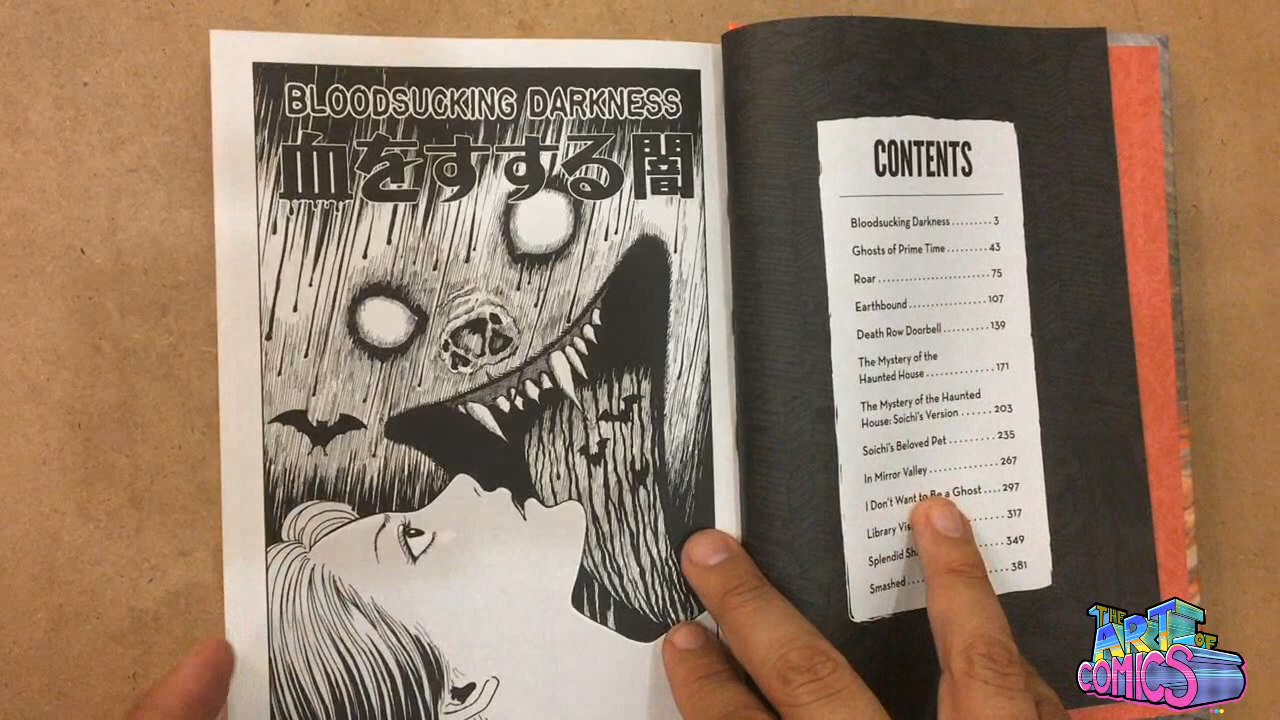 BLOODSUCKING DARKNESS
血をすする闇
CONTENTS
Bloodsucking Darkness ......... 3
Ghosts of Prime Time ......... 43
Roar ......................... 75
Earthbound ................ 107
Death Row Doorbell ......... 139
The Mystery of the
Haunted House ............. 171
The Mystery of the Haunted
House: Soichi's Version ...... 203
Soichi's Beloved Pet ......... 235
In Mirror Valley ............. 267
I Don't Want to Be a Ghost .... 297
Library ....... 317
Splendid ....... 349
Smashed ....... 381
THE
ART OF
COMICS